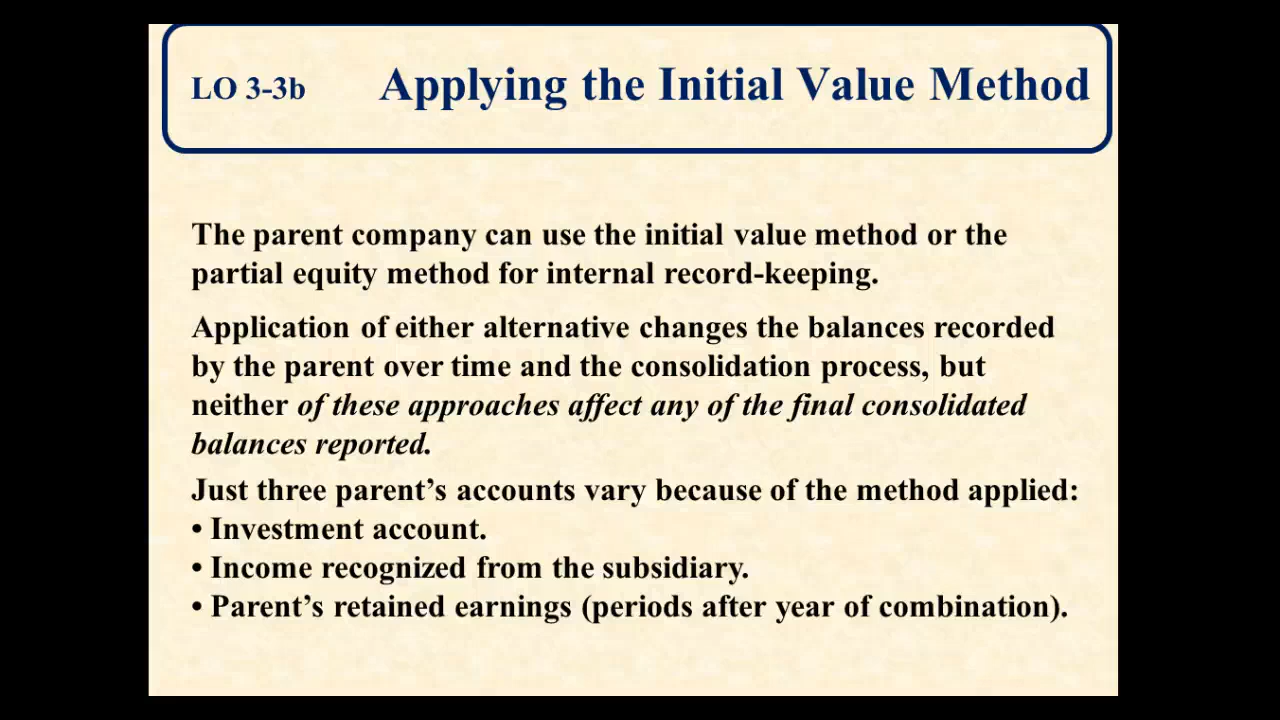 LO 3-3b Applying the Initial Value Method
The parent company can use the initial value method or the
partial equity method for internal record-keeping.
Application of either alternative changes the balances recorded
by the parent over time and the consolidation process, but
neither of these approaches affect any of the final consolidated
balances reported.
Just three parent’s accounts vary because of the method applied:
• Investment account.
• Income recognized from the subsidiary.
• Parent’s retained earnings (periods after year of combination).